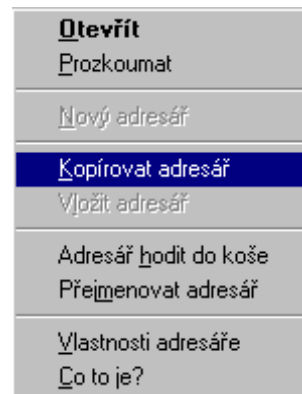 Otevřít
Prozkoumat
Nový adresář
Kopírovat adresář
Vložit adresář
Adresář hodit do koše
Přejmenovat adresář
Vlastnosti adresáře
Co to je?